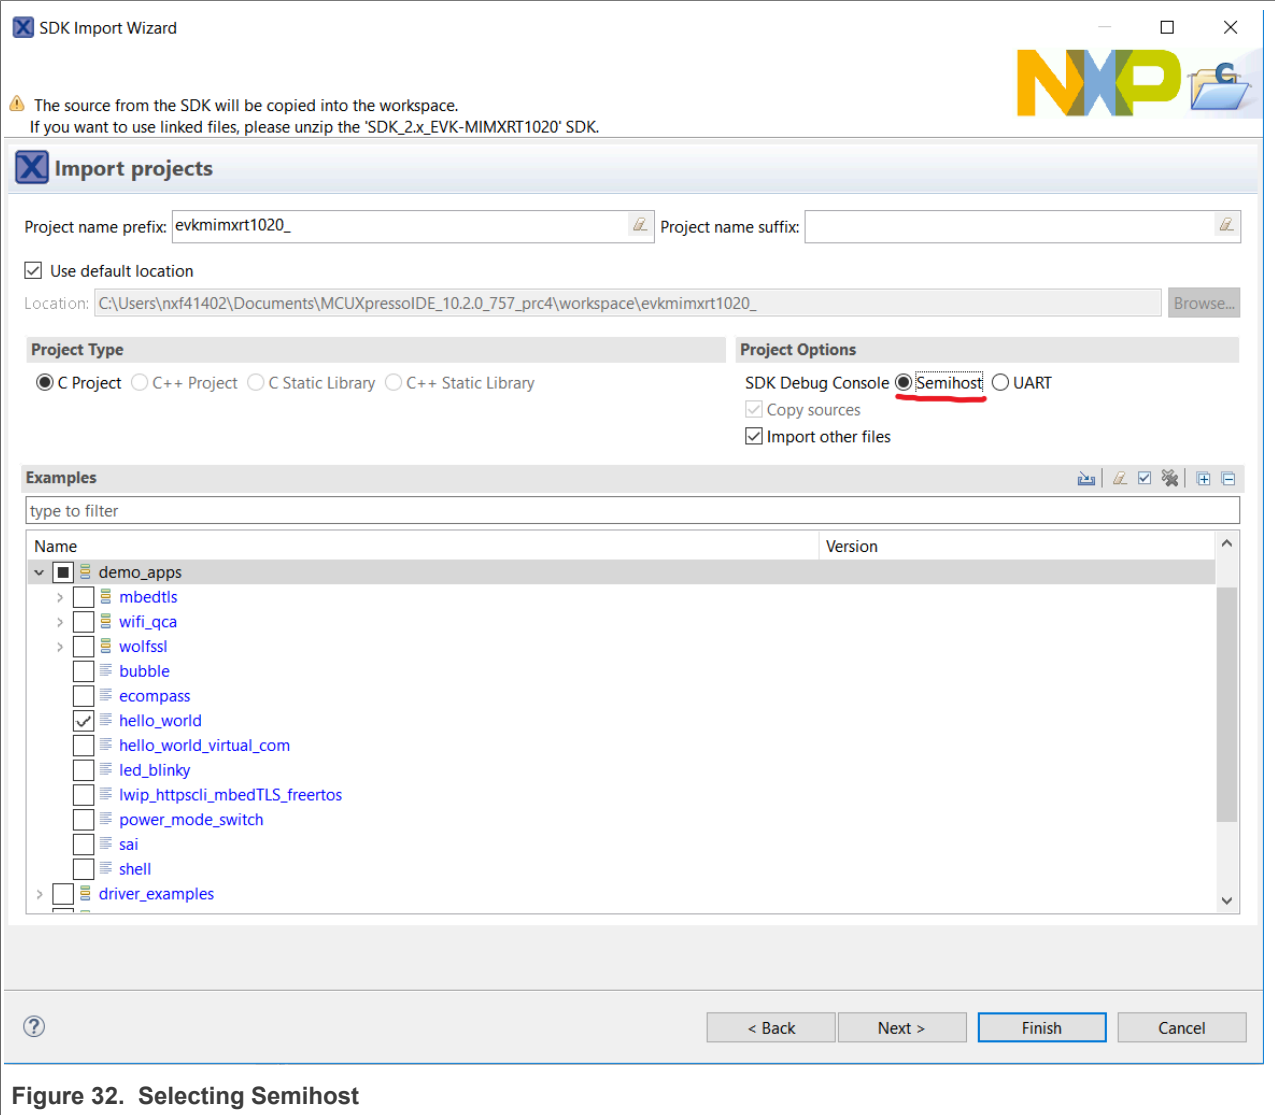 SDK Import Wizard
NXP
C
The source from the SDK will be copied into the workspace.
If you want to use linked files, please unzip the 'SDK_2.x_EVK-MIMXRT1020' SDK.
Import projects
Project name prefix: evkmimxrt1020_ Project name suffix:
Use default location
Location: C:\Users\nxf41402\Documents\MCUXpressoIDE_10.2.0_757_prc4\workspace\evkmimxrt1020_ Browse...
Project Type Project Options
C Project C++ Project C Static Library C++ Static Library SDK Debug Console Semihost UART
Copy sources
Import other files
Examples
type to filter
Name Version
demo_apps
mbedtls
wifi_qca
wolfssl
bubble
ecompass
hello_world
hello_world_virtual_com
led_blinky
lwip_httpscli_mbedTLS_freertos
power_mode_switch
sai
shell
driver_examples
? < Back Next > Finish Cancel
Figure 32. Selecting Semihost